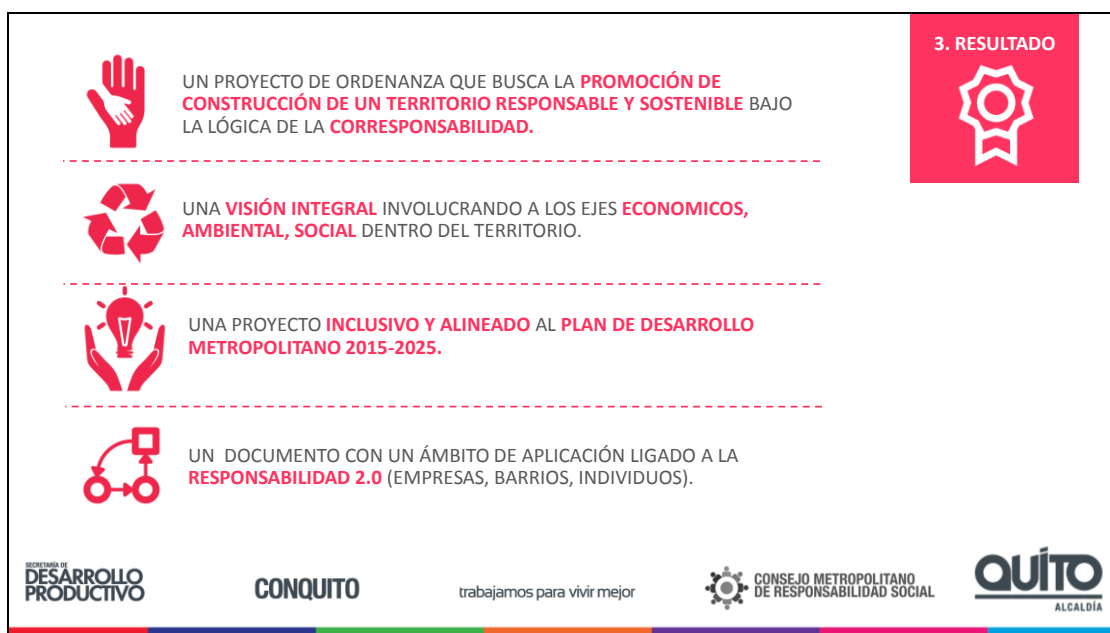 3. RESULTADO
UN PROYECTO DE ORDENANZA QUE BUSCA LA PROMOCIÓN DE
CONSTRUCCIÓN DE UN TERRITORIO RESPONSABLE Y SOSTENIBLE BAJO
LA LÓGICA DE LA CORRESPONSABILIDAD.
UNA VISIÓN INTEGRAL INVOLUCRANDO A LOS EJES ECONOMICOS,
AMBIENTAL, SOCIAL DENTRO DEL TERRITORIO.
UNA PROYECTO INCLUSIVO Y ALINEADO AL PLAN DE DESARROLLO
METROPOLITANO 2015-2025.
UN DOCUMENTO CON UN ÁMBITO DE APLICACIÓN LIGADO A LA
RESPONSABILIDAD 2.0 (EMPRESAS, BARRIOS, INDIVIDUOS).
SECRETARÍA DE
DESARROLLO
PRODUCTIVO
CONQUITO
trabajamos para vivir mejor
CONSEJO METROPOLITANO
DE RESPONSABILIDAD SOCIAL
QUITO
ALCALDÍA